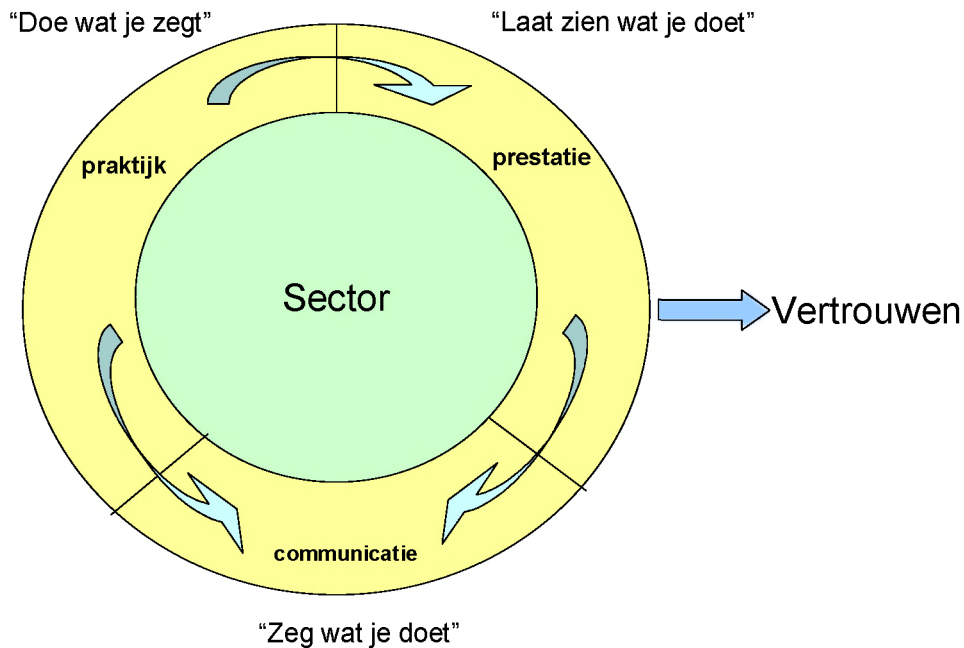 “Doe wat je zegt”
“Laat zien wat je doet”
praktijk
prestatie
Sector
Vertrouwen
communicatie
“Zeg wat je doet”